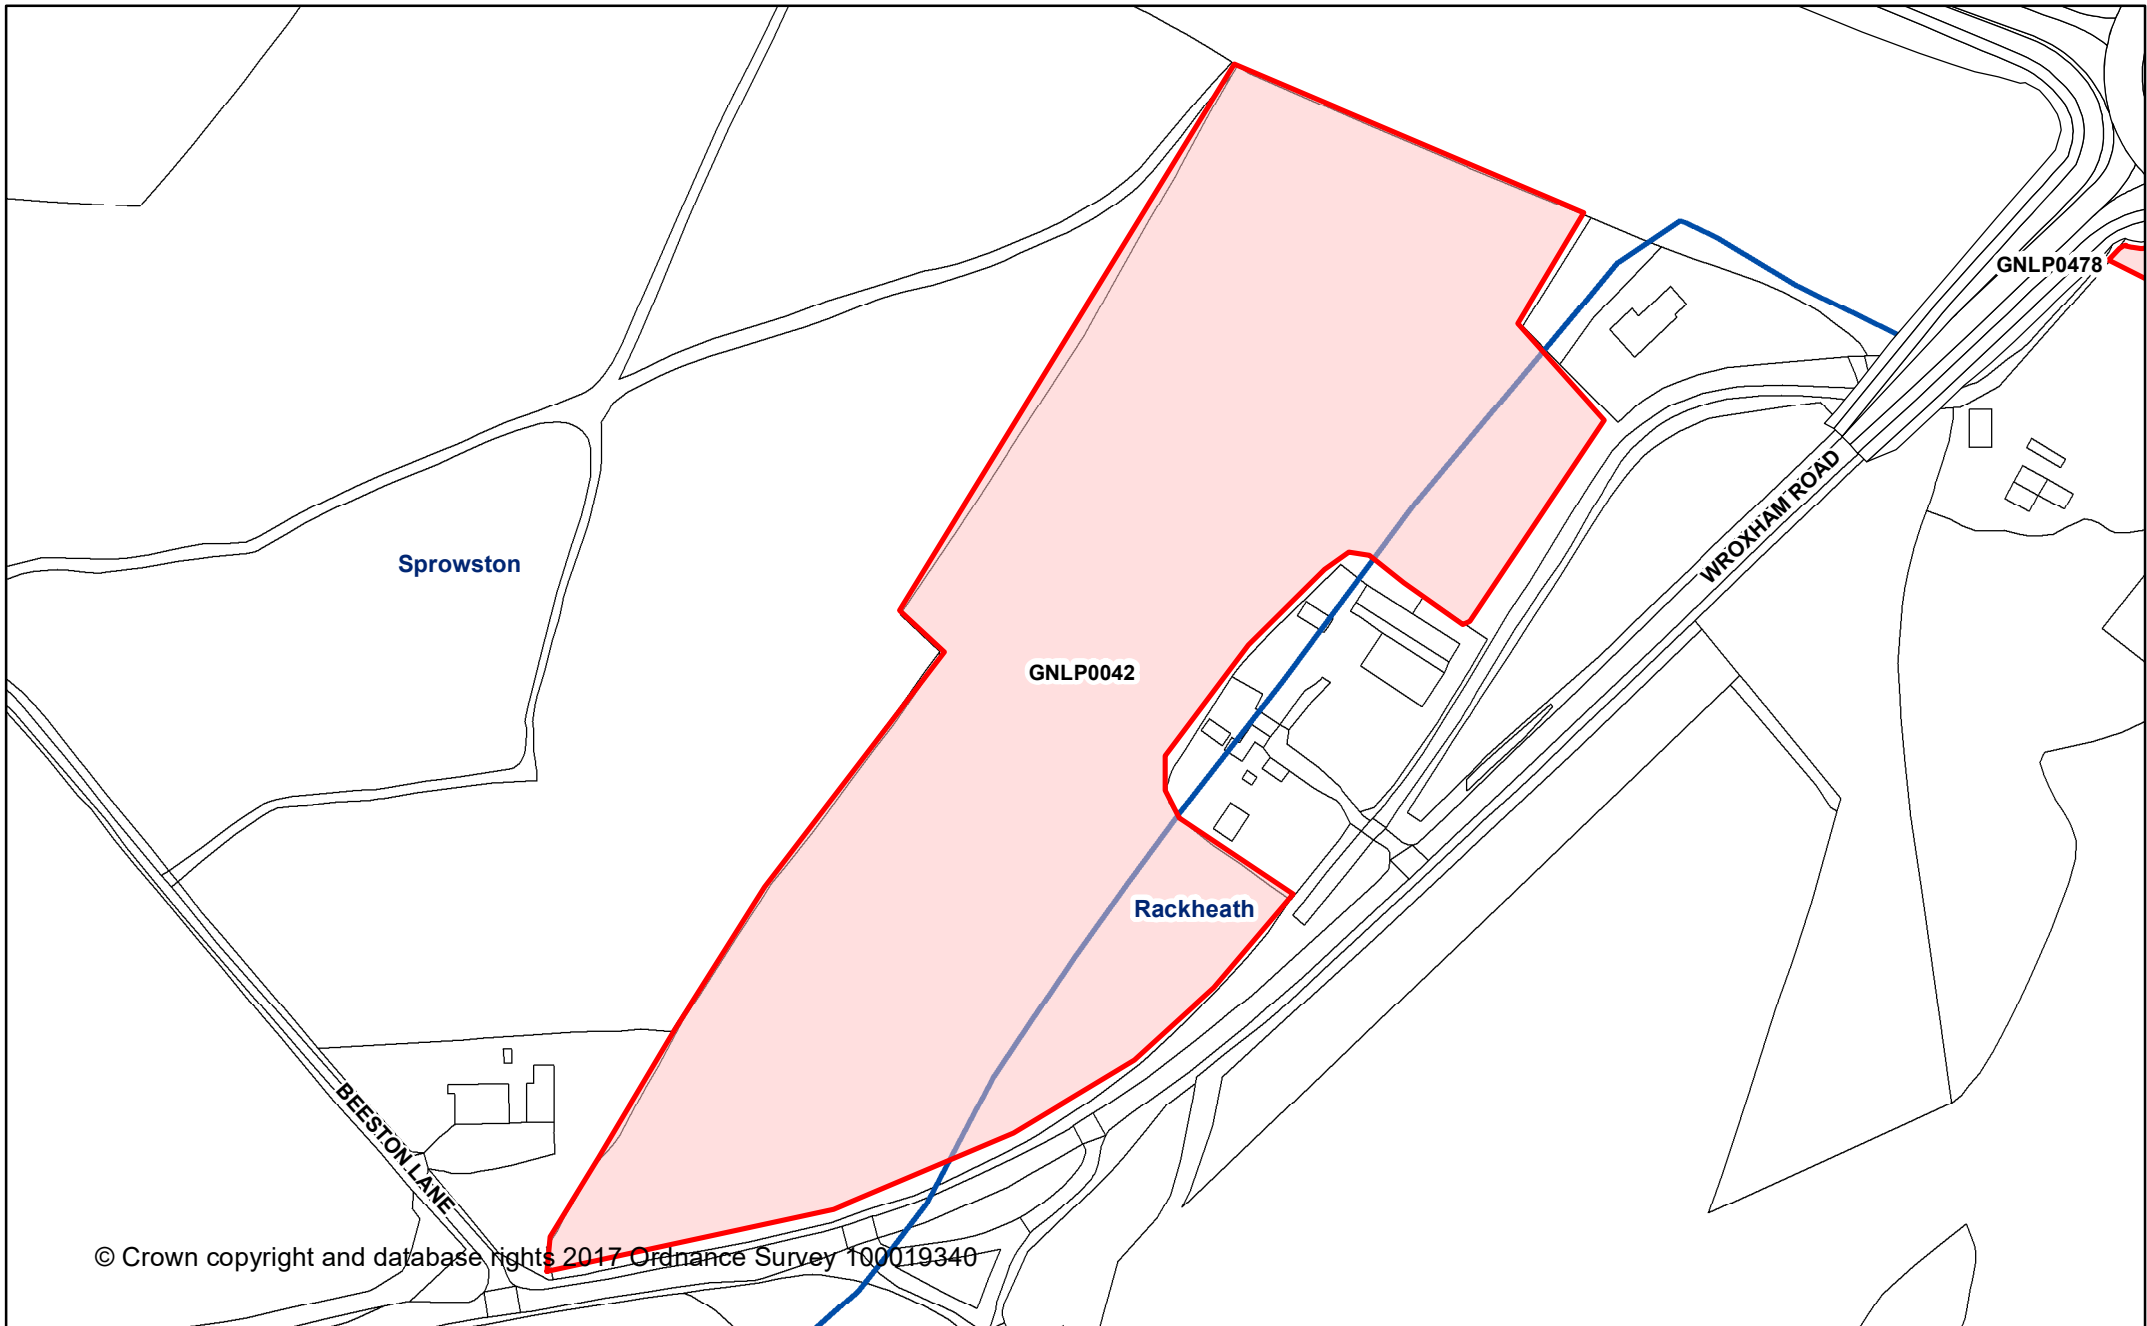 GNLP0478
WROXHAM ROAD
Sprowston
GNLP0042
Rackheath
BEESTON LANE
© Crown copyright and database rights 2017 Ordnance Survey 100019340